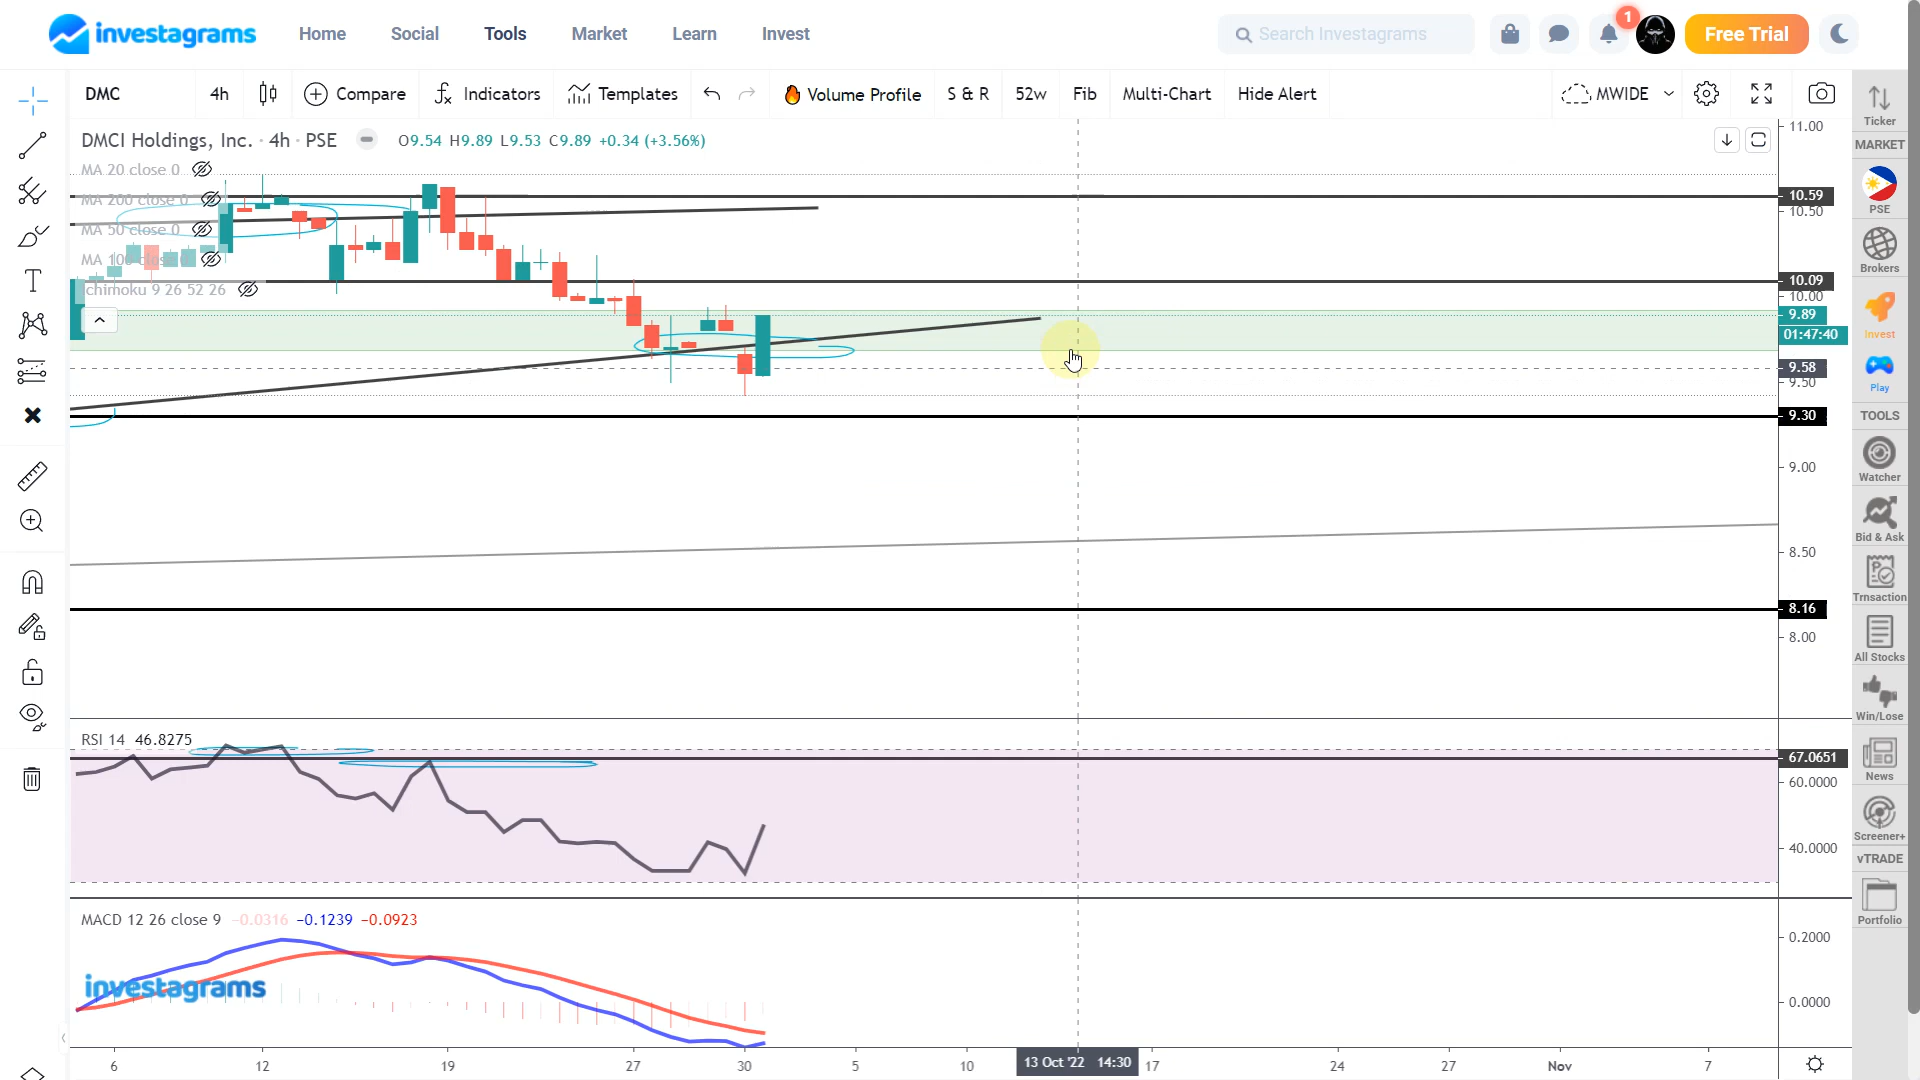 investagrams Home Social Tools Market Learn Invest Search Investagrams 1 Free Trial
DMC 4h Compare Indicators Templates Volume Profile S & R 52w Fib Multi-Chart Hide Alert MWIDE
DMCI Holdings, Inc. · 4h · PSE O9.54 H9.89 L9.53 C9.89 +0.34 (+3.56%)
MA 20 close 0
MA 200 close 0
MA 50 close 0
MA 100 close 0
Ichimoku 9 26 52 26
11.00
10.59
10.50
10.09
10.00
9.89
01:47:40
9.58
9.50
9.30
9.00
8.50
8.16
8.00
RSI 14 46.8275
67.0651
60.0000
40.0000
MACD 12 26 close 9 −0.0316 −0.1239 −0.0923
0.2000
0.0000
investagrams
6 12 19 27 30 5 10 13 Oct '22 14:30 17 24 27 Nov 7
Ticker
MARKET
PSE
Brokers
Invest
Play
TOOLS
Watcher
Bid & Ask
Trnsaction
All Stocks
Win/Lose
News
Screener+
vTRADE
Portfolio